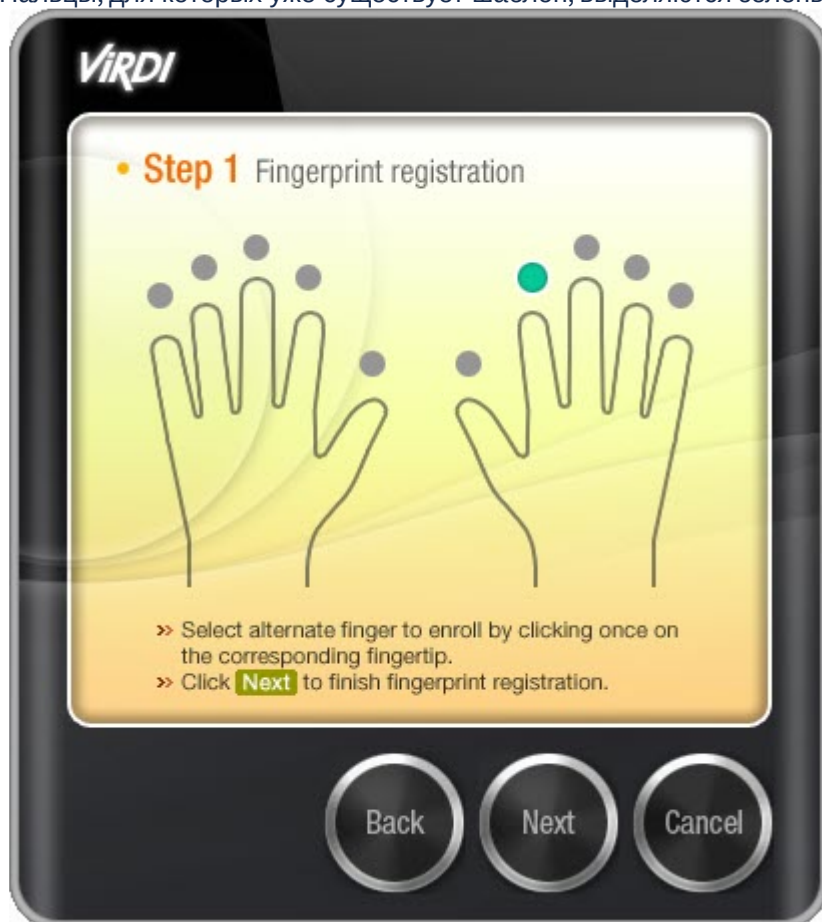 Пальцы, для которых уже существует шаблон, выделяются зелены
ViRDI
• Step 1 Fingerprint registration
» Select alternate finger to enroll by clicking once on
the corresponding fingertip.
» Click Next to finish fingerprint registration.
Back Next Cancel